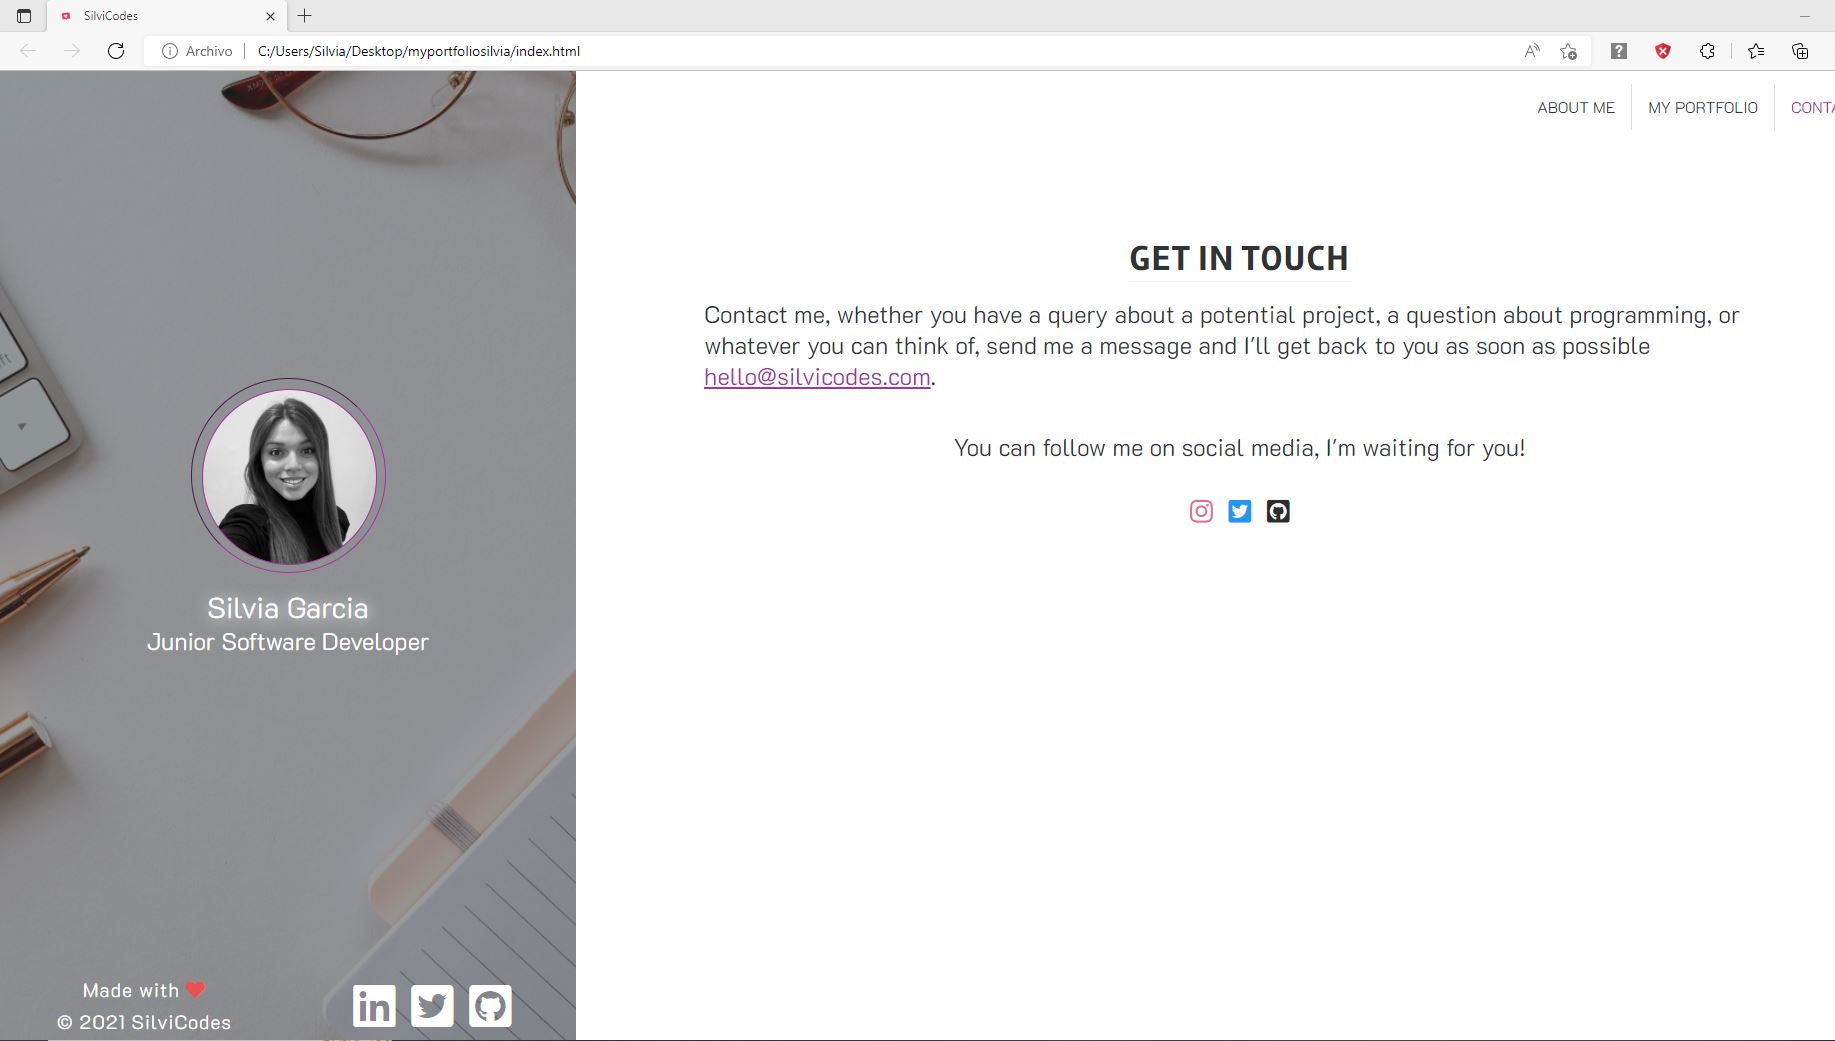 SilviCodes
Archivo
C:/Users/Silvia/Desktop/myportfoliosilvia/index.html
ABOUT ME
MY PORTFOLIO
GET IN TOUCH
Contact me, whether you have a query about a potential project, a question about programming, or
whatever you can think of, send me a message and I'll get back to you as soon as possible
hello@silvicodes.com.
You can follow me on social media, I'm waiting for you!
Silvia Garcia
Junior Software Developer
Made with ❤
© 2021 SilviCodes
in